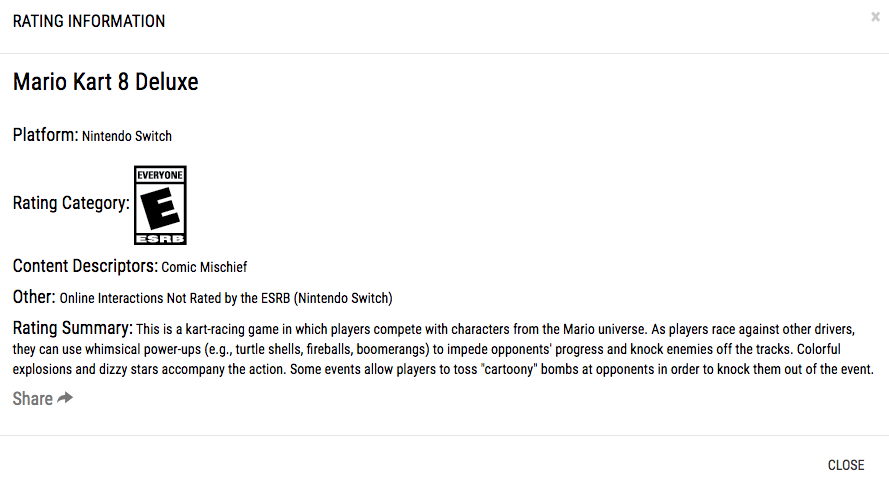 RATING INFORMATION ×
Mario Kart 8 Deluxe
Platform: Nintendo Switch
EVERYONE
Rating Category: E
ESRB
Content Descriptors: Comic Mischief
Other: Online Interactions Not Rated by the ESRB (Nintendo Switch)
Rating Summary: This is a kart-racing game in which players compete with characters from the Mario universe. As players race against other drivers,
they can use whimsical power-ups (e.g., turtle shells, fireballs, boomerangs) to impede opponents' progress and knock enemies off the tracks. Colorful
explosions and dizzy stars accompany the action. Some events allow players to toss "cartoony" bombs at opponents in order to knock them out of the event.
Share
CLOSE